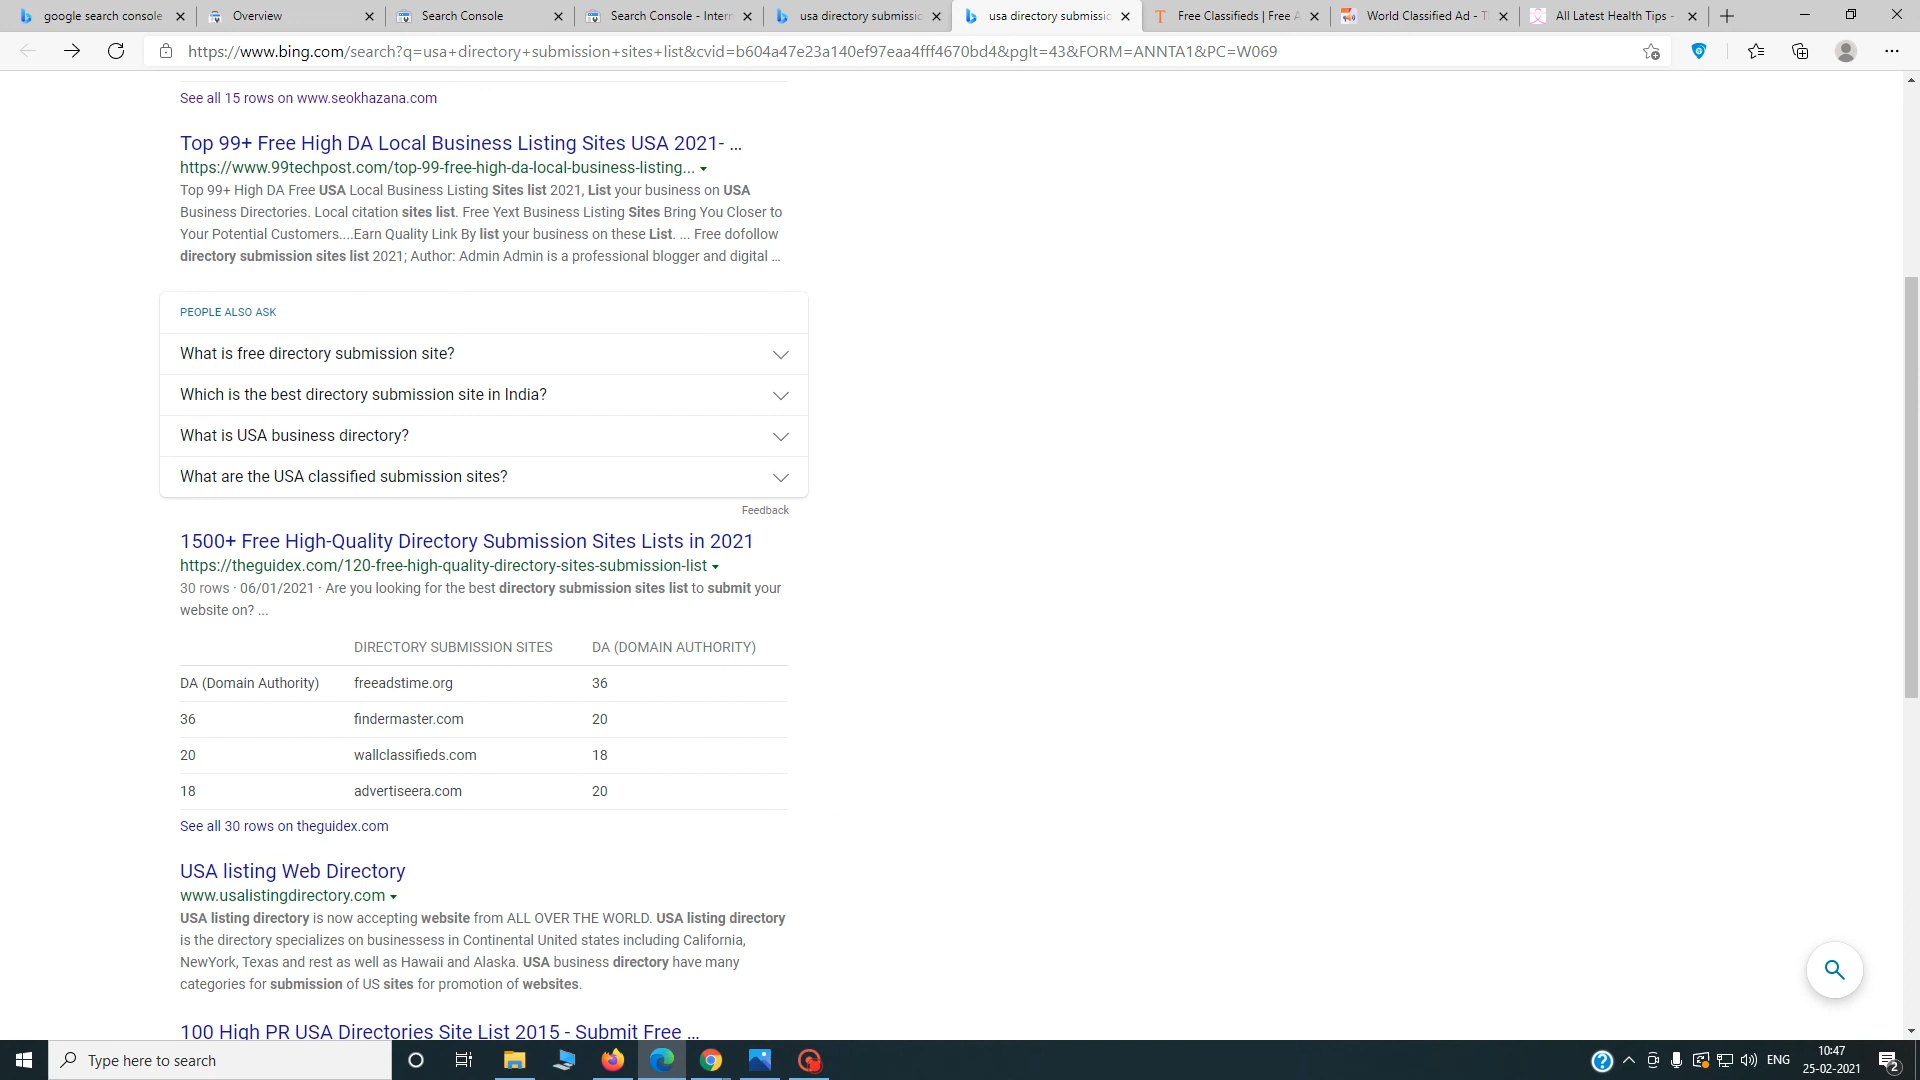 google search console
Overview
Search Console
Search Console - Intern
usa directory submissic
usa directory submissic
Free Classifieds | Free A
World Classified Ad - T
All Latest Health Tips -
https://www.bing.com/search?q=usa+directory+submission+sites+list&cvid=b604a47e23a140ef97eaa4fff4670bd4&pglt=43&FORM=ANNTA1&PC=W069
See all 15 rows on www.seokhazana.com
Top 99+ Free High DA Local Business Listing Sites USA 2021- ...
https://www.99techpost.com/top-99-free-high-da-local-business-listing...
Top 99+ High DA Free USA Local Business Listing Sites list 2021, List your business on USA
Business Directories. Local citation sites list. Free Yext Business Listing Sites Bring You Closer to
Your Potential Customers....Earn Quality Link By list your business on these List. ... Free dofollow
directory submission sites list 2021; Author: Admin Admin is a professional blogger and digital ...
PEOPLE ALSO ASK
What is free directory submission site?
Which is the best directory submission site in India?
What is USA business directory?
What are the USA classified submission sites?
Feedback
1500+ Free High-Quality Directory Submission Sites Lists in 2021
https://theguidex.com/120-free-high-quality-directory-sites-submission-list
30 rows · 06/01/2021 · Are you looking for the best directory submission sites list to submit your
website on? ...
DIRECTORY SUBMISSION SITES DA (DOMAIN AUTHORITY)
DA (Domain Authority) freeadstime.org 36
36 findermaster.com 20
20 wallclassifieds.com 18
18 advertiseera.com 20
See all 30 rows on theguidex.com
USA listing Web Directory
www.usalistingdirectory.com
USA listing directory is now accepting website from ALL OVER THE WORLD. USA listing directory
is the directory specializes on businessess in Continental United states including California,
NewYork, Texas and rest as well as Hawaii and Alaska. USA business directory have many
categories for submission of US sites for promotion of websites.
100 High PR USA Directories Site List 2015 - Submit Free ...
Type here to search
ENG
10:47
25-02-2021
2